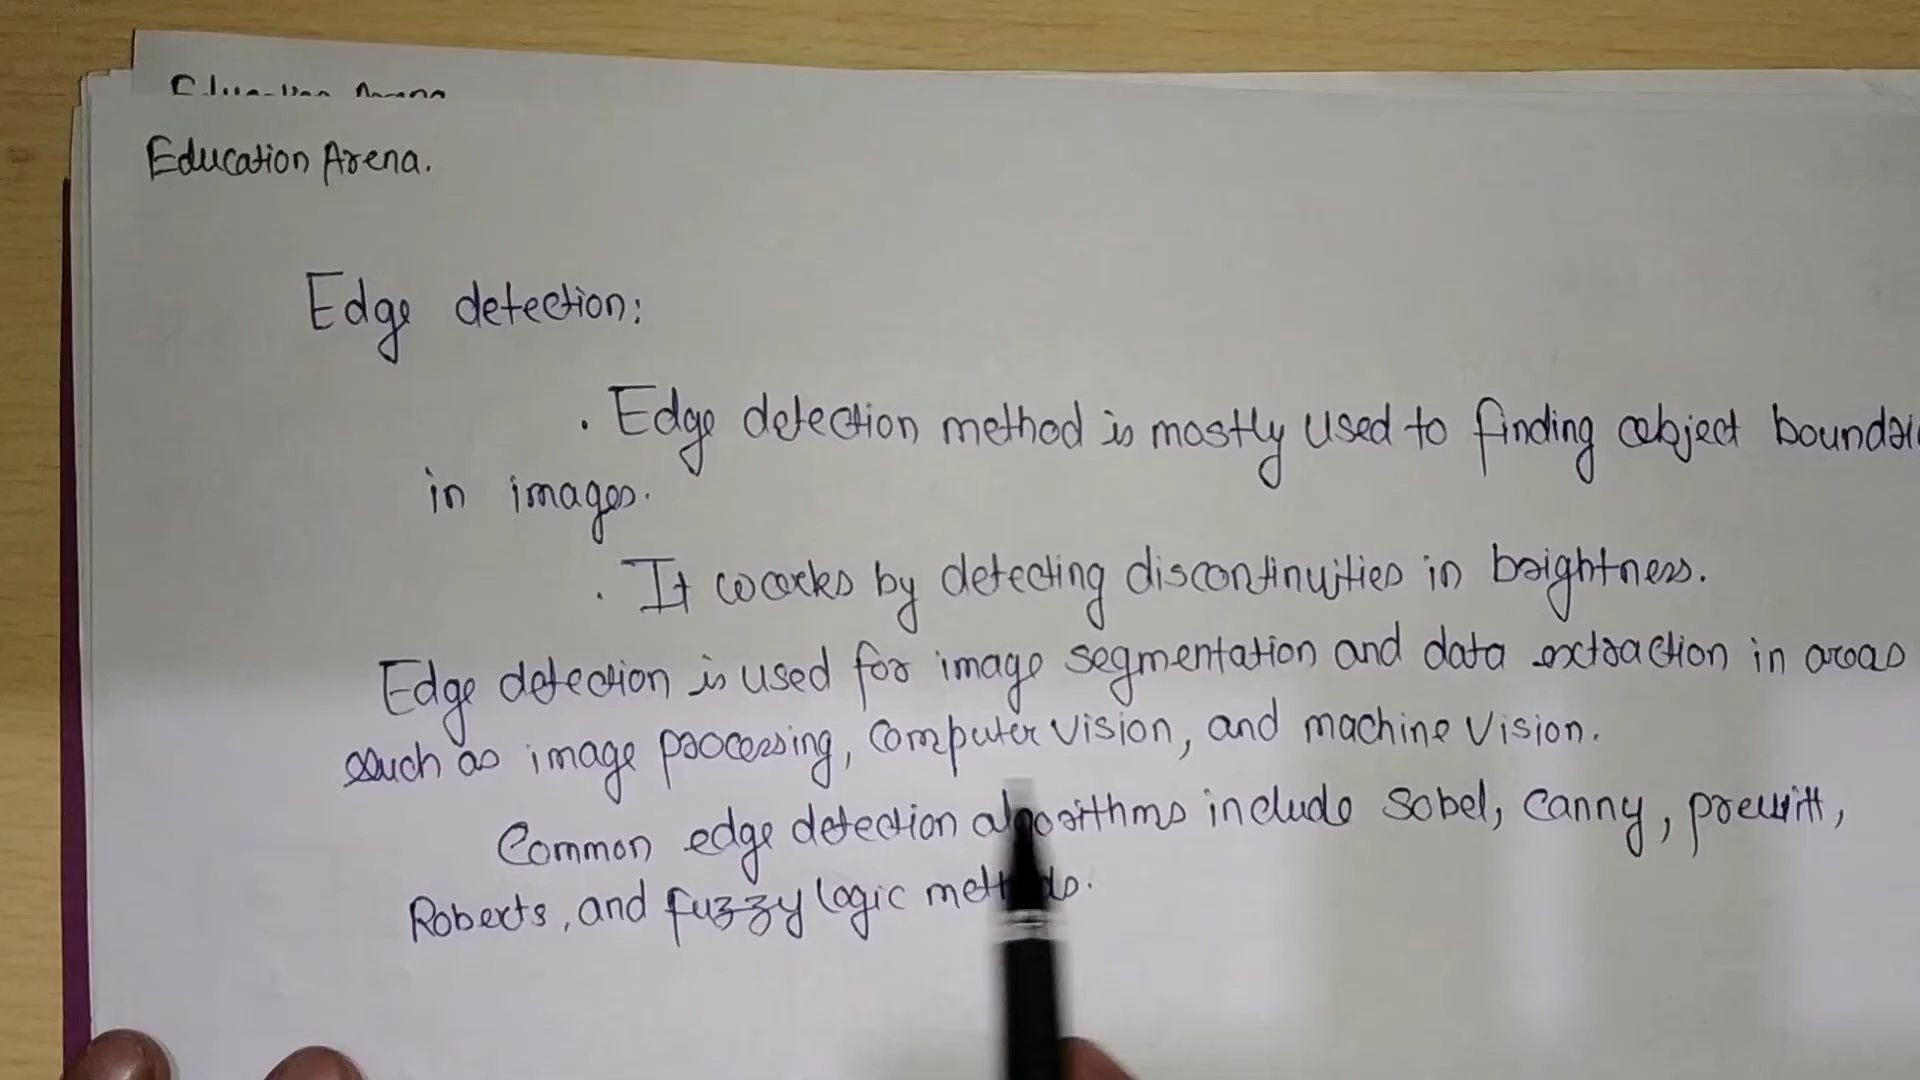 Education Arena
Education Arena.
Edge detection:
. Edge detection method is mostly used to finding object
in images.
. It works by detecting discontinuities in brightness.
Edge detection is used for image segmentation and data extraction in areas
such as image processing, computer vision, and machine vision.
Common edge detection algorithms include Sobel, Canny, prewitt,
Roberts, and fuzzy logic methods.